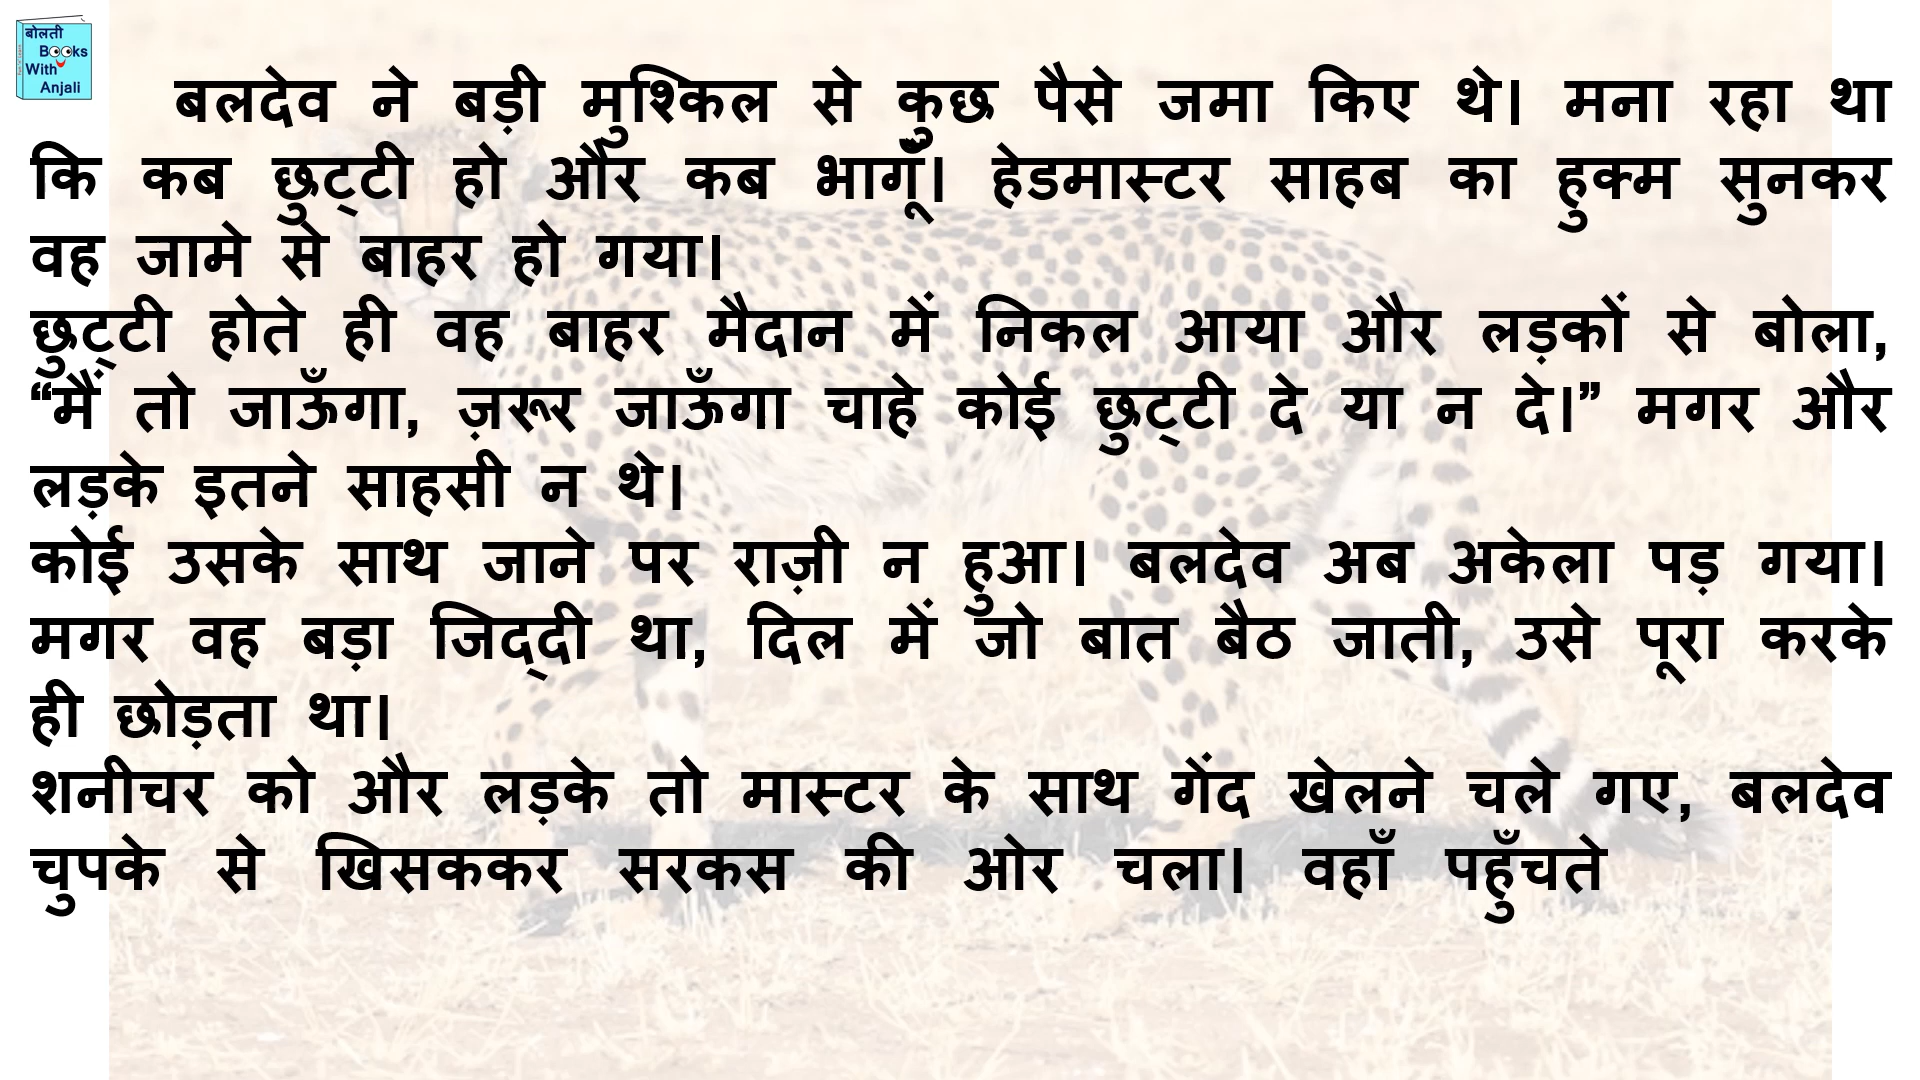 बोलती
Books
With
Anjali
बलदेव ने बड़ी मुश्किल से कुछ पैसे जमा किए थे। मना रहा था
कि कब छुट्टी हो और कब भागूँ। हेडमास्टर साहब का हुक्म सुनकर
वह जामे से बाहर हो गया।
छुट्टी होते ही वह बाहर मैदान में निकल आया और लड़कों से बोला,
“मैं तो जाऊँगा, ज़रूर जाऊँगा चाहे कोई छुट्टी दे या न दे।” मगर और
लड़के इतने साहसी न थे।
कोई उसके साथ जाने पर राज़ी न हुआ। बलदेव अब अकेला पड़ गया।
मगर वह बड़ा जिद्दी था, दिल में जो बात बैठ जाती, उसे पूरा करके
ही छोड़ता था।
शनीचर को और लड़के तो मास्टर के साथ गेंद खेलने चले गए, बलदेव
चुपके से खिसककर सरकस की ओर चला। वहाँ पहुँचते